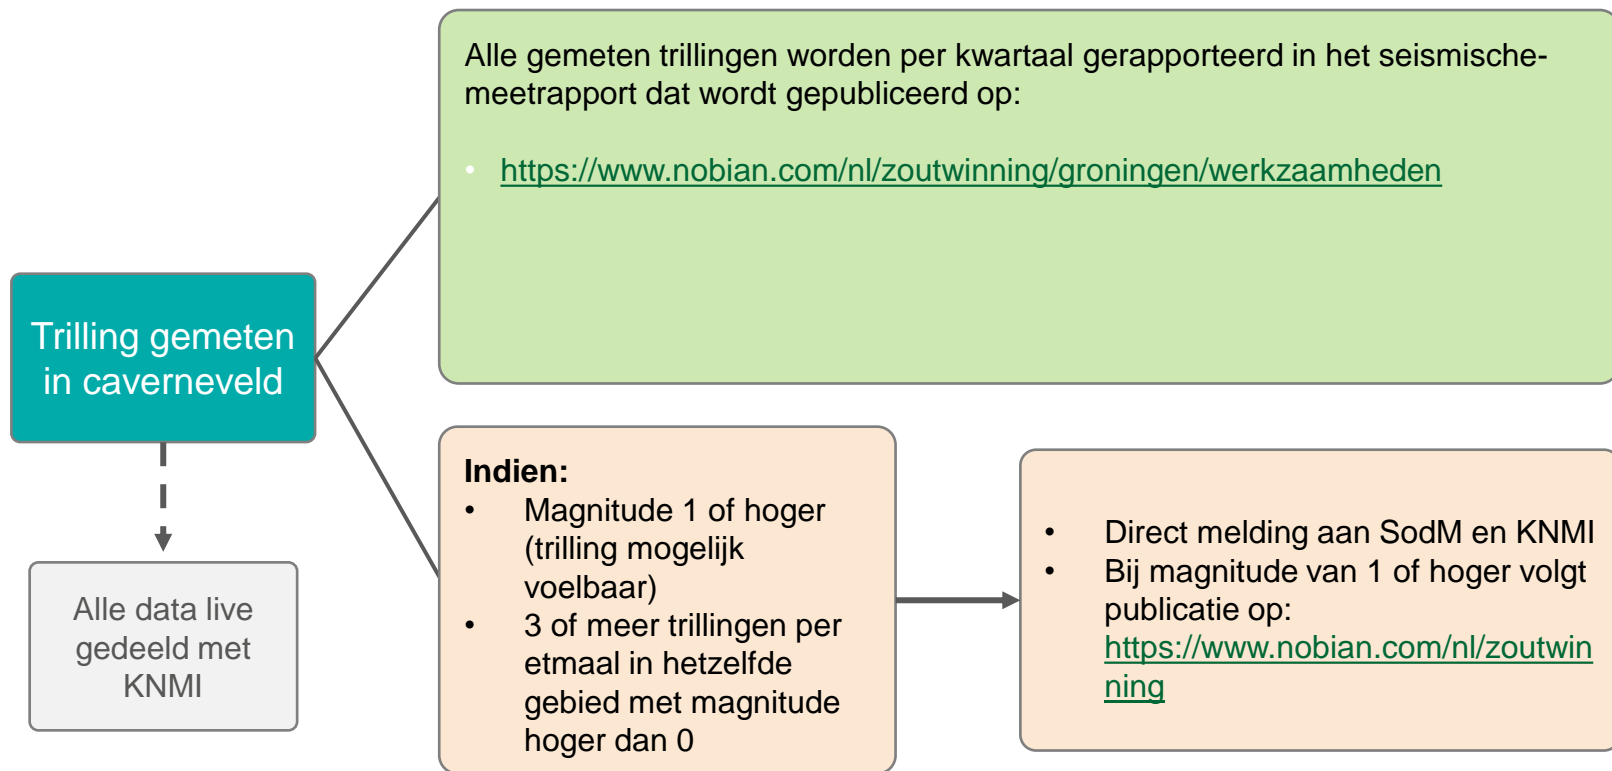 Alle gemeten trillingen worden per kwartaal gerapporteerd in het seismische-
meetrapport dat wordt gepubliceerd op:
• https://www.nobian.com/nl/zoutwinning/groningen/werkzaamheden
Trilling gemeten
in caverneveld
Alle data live
gedeeld met
KNMI
Indien:
• Magnitude 1 of hoger
(trilling mogelijk
voelbaar)
• 3 of meer trillingen per
etmaal in hetzelfde
gebied met magnitude
hoger dan 0
• Direct melding aan SodM en KNMI
• Bij magnitude van 1 of hoger volgt
publicatie op:
https://www.nobian.com/nl/zoutwin
ning